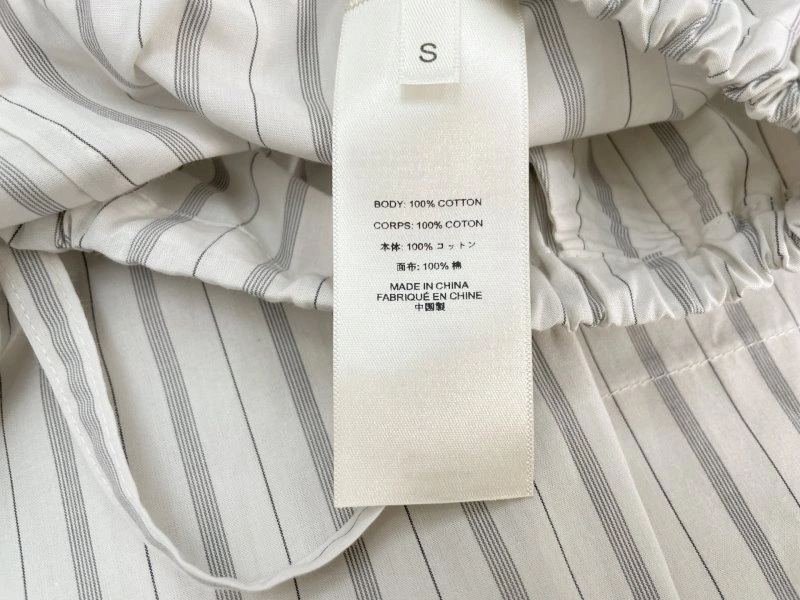 S
BODY: 100% COTTON
CORPS: 100% COTON
本体: 100% コットン
面布: 100% 棉
MADE IN CHINA
FABRIQUÉ EN CHINE
中国製